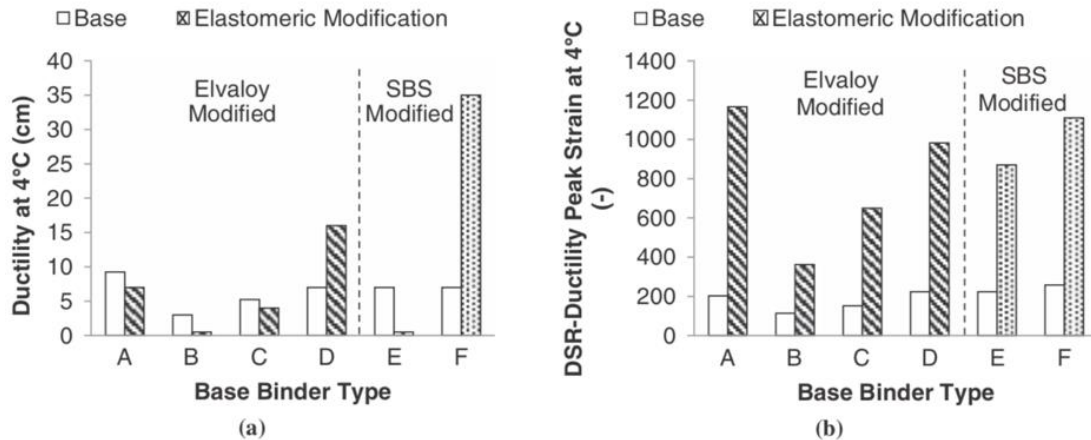 Base Elastomeric Modification
Ductility at 4°C (cm)
40
35
30
25
20
15
10
5
0
Elvaloy
Modified
SBS
Modified
A B C D E F
Base Binder Type
(a)
Base Elastomeric Modification
DSR-Ductility Peak Strain at 4°C
(-)
1400
1200
1000
800
600
400
200
0
Elvaloy
Modified
SBS
Modified
A B C D E F
Base Binder Type
(b)